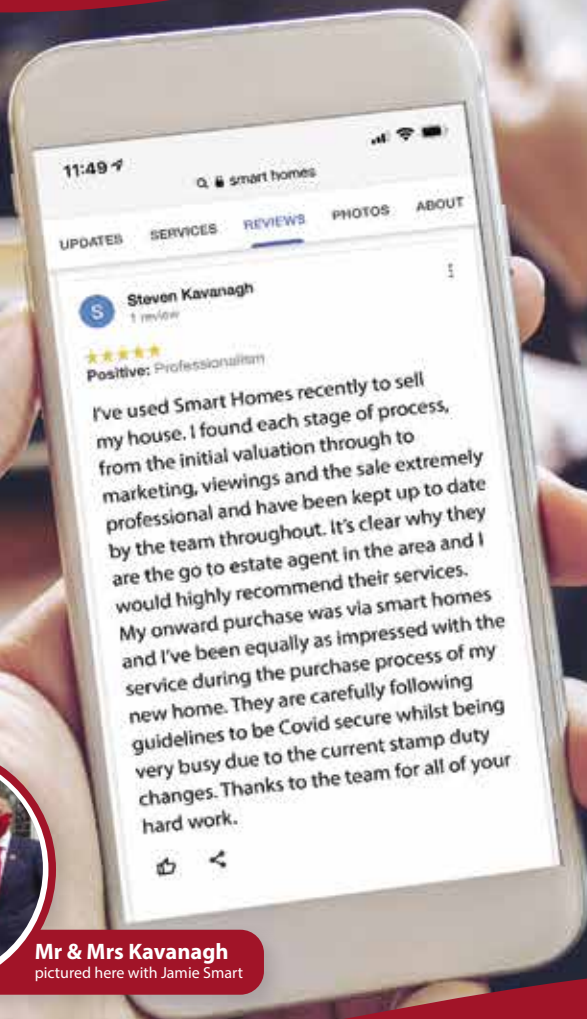 11:49
smart homes
UPDATES SERVICES REVIEWS PHOTOS ABOUT
S
Steven Kavanagh
1 review
Positive: Professionalism
I've used Smart Homes recently to sell
my house. I found each stage of process,
from the initial valuation through to
marketing, viewings and the sale extremely
professional and have been kept up to date
by the team throughout. It's clear why they
are the go to estate agent in the area and I
would highly recommend their services.
My onward purchase was via smart homes
and I've been equally as impressed with the
service during the purchase process of my
new home. They are carefully following
guidelines to be Covid secure whilst being
very busy due to the current stamp duty
changes. Thanks to the team for all of your
hard work.
Mr & Mrs Kavanagh
pictured here with Jamie Smart